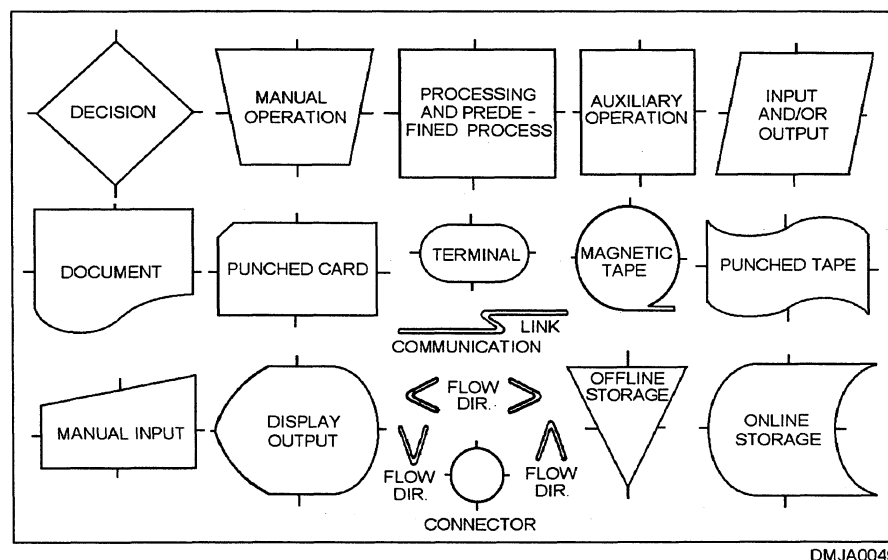 DECISION
MANUAL
OPERATION
PROCESSING
AND PREDE -
FINED PROCESS
AUXILIARY
OPERATION
INPUT
AND/OR
OUTPUT
DOCUMENT
PUNCHED CARD
TERMINAL
MAGNETIC
TAPE
PUNCHED TAPE
LINK
COMMUNICATION
MANUAL INPUT
DISPLAY
OUTPUT
FLOW
DIR.
OFFLINE
STORAGE
ONLINE
STORAGE
FLOW
DIR.
FLOW
DIR.
CONNECTOR